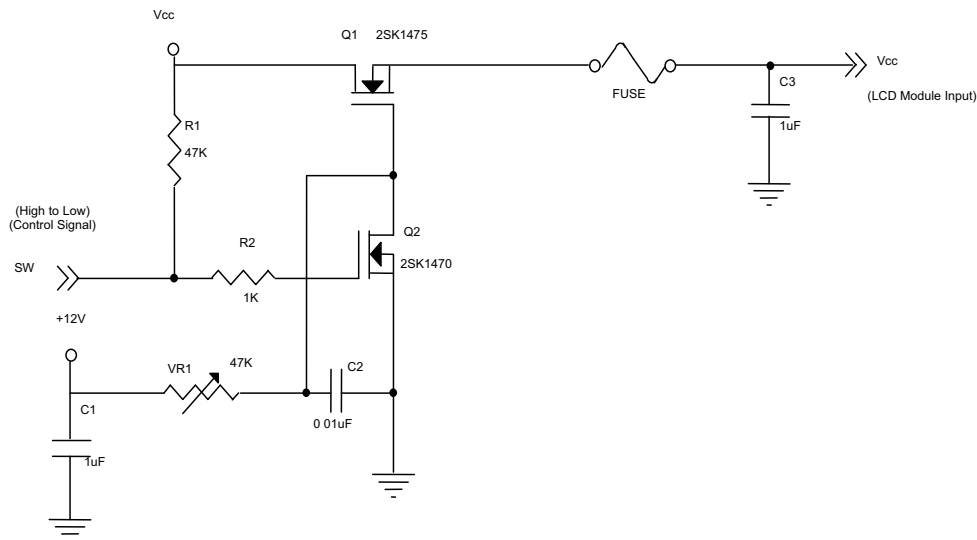 Vcc
Q1 2SK1475
Vcc
FUSE
C3
(LCD Module Input)
1uF
R1
47K
(High to Low)
(Control Signal)
Q2
R2
SW
2SK1470
1K
+12V
VR1
47K
C2
C1
0 01uF
1uF